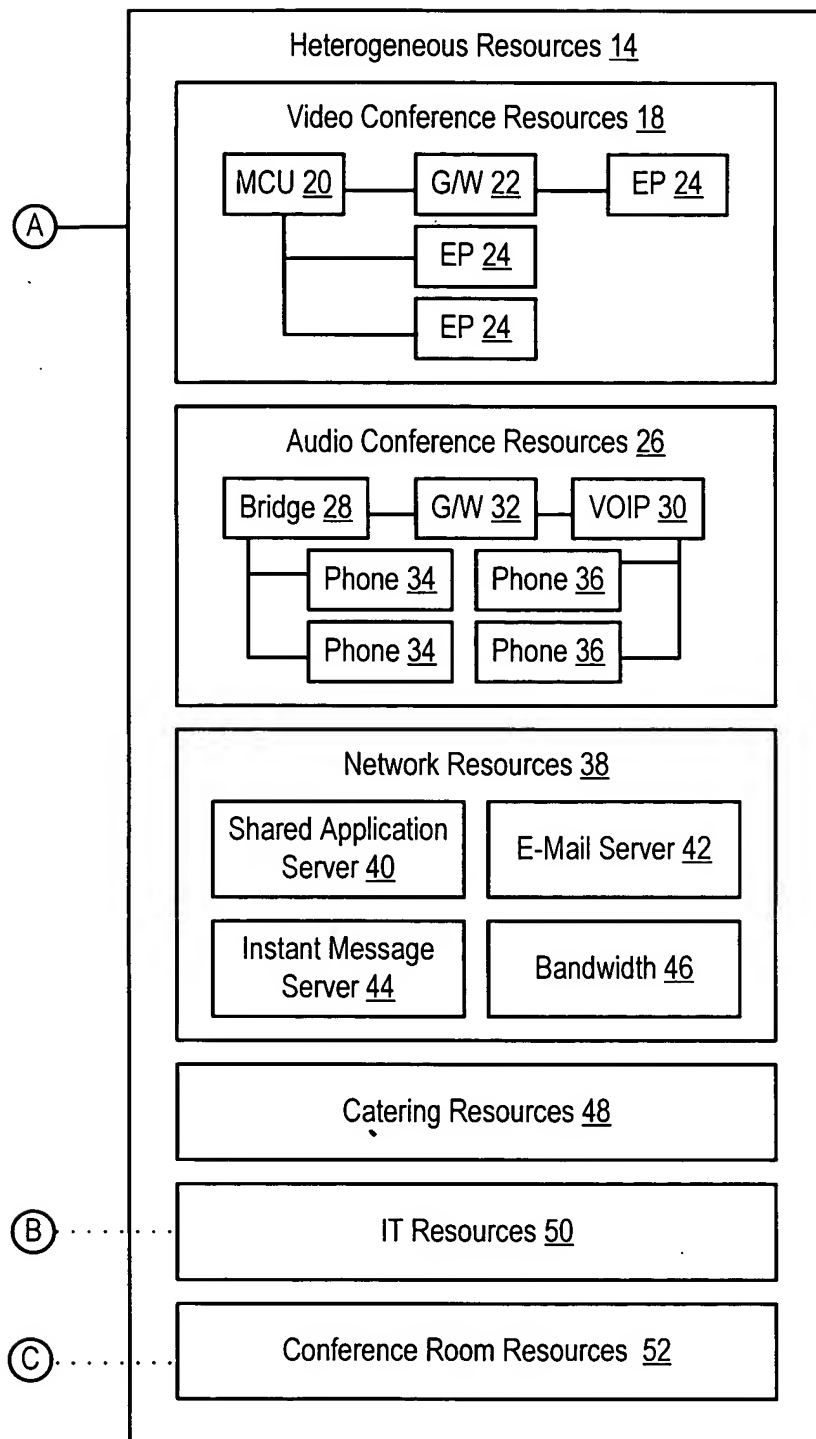 Heterogeneous Resources 14
Video Conference Resources 18
MCU 20
G/W 22
EP 24
A
EP 24
EP 24
Audio Conference Resources 26
Bridge 28
G/W 32
VOIP 30
Phone 34
Phone 36
Phone 34
Phone 36
Network Resources 38
Shared Application
Server 40
E-Mail Server 42
Instant Message
Server 44
Bandwidth 46
Catering Resources 48
B
IT Resources 50
C
Conference Room Resources 52